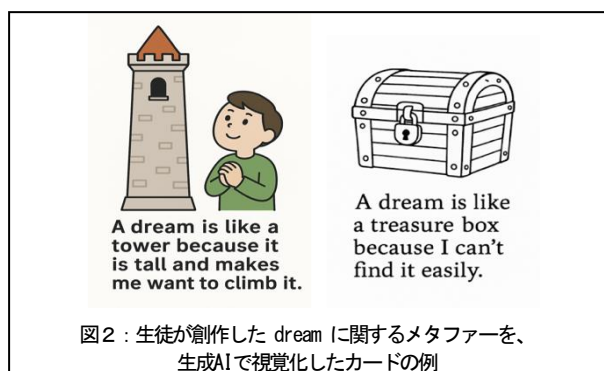 A dream is like a
tower because it
is tall and makes
me want to climb it.
A dream is like
a treasure box
because I can't
find it easily.
図２：生徒が創作した dream に関するメタファーを、
生成AIで視覚化したカードの例